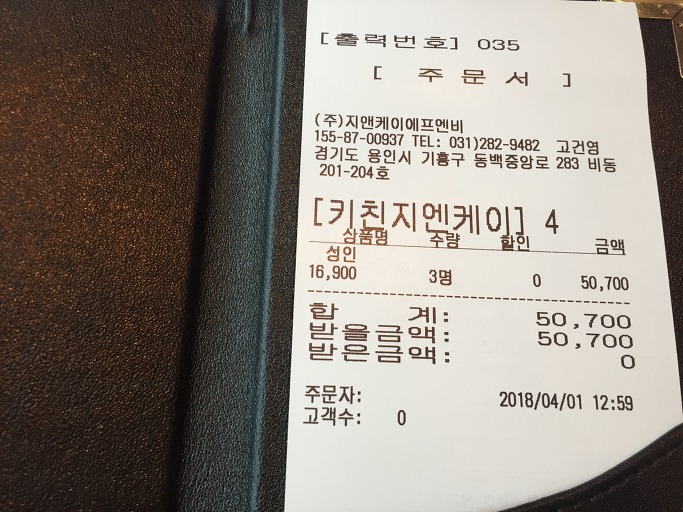 [출력번호] 035
[ 주 문 서 ]
(주)지앤케이에프엔비
155-87-00937 TEL: 031)282-9482 고건영
경기도 용인시 기흥구 동백중앙로 283 비동
201-204호
[키친지엔케이] 4
상품명 수량 할인 금액
성인
16,900 3명 0 50,700
합 계: 50,700
받을금액: 50,700
받은금액: 0
주문자: 2018/04/01 12:59
고객수: 0